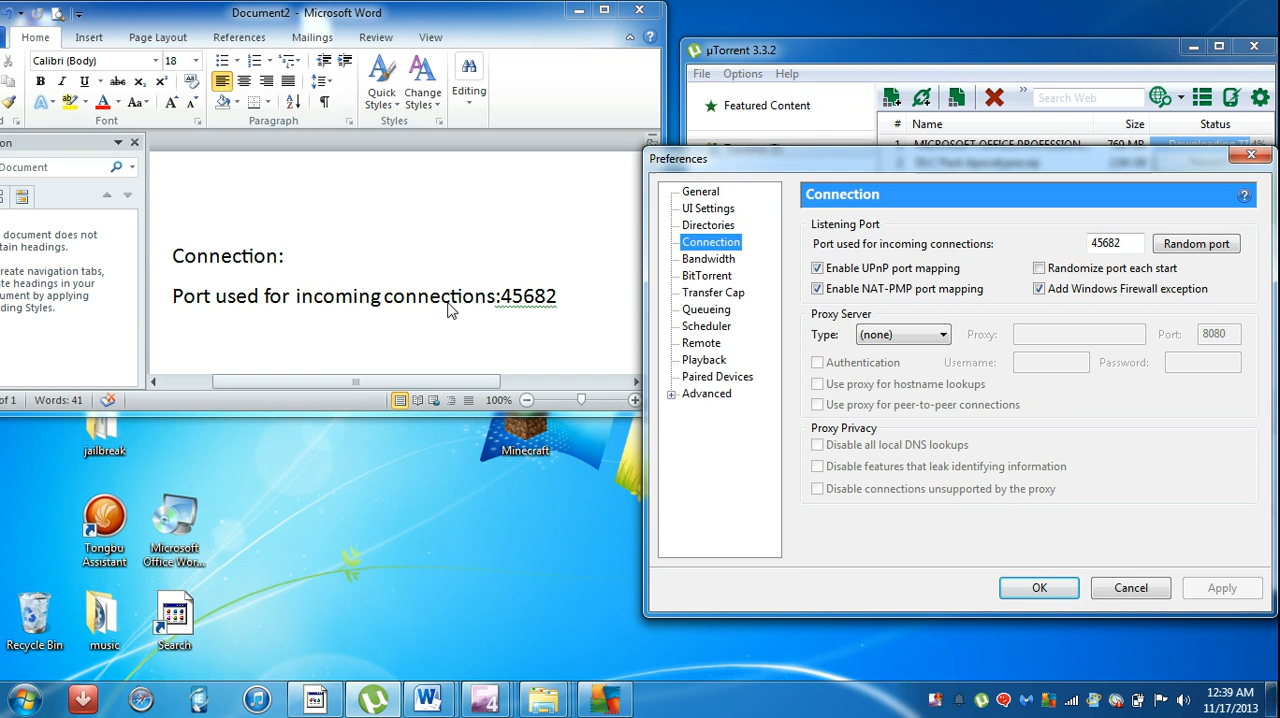 Document2 - Microsoft Word
Home Insert Page Layout References Mailings Review View
Calibri (Body) 18
Quick Styles
Change Styles
Editing
Font Paragraph Styles
on
Document
document does not
tain headings.
reate navigation tabs,
ate headings in your
ument by applying
ding Styles.
Connection:
Port used for incoming connections:45682
of 1 Words: 41 100%
µTorrent 3.3.2
File Options Help
Featured Content
Search Web
# Name Size Status
1 MICROSOFT OFFICE PROFESSION... 760 MB Downloading
2
Preferences
General
UI Settings
Directories
Connection
Bandwidth
BitTorrent
Transfer Cap
Queueing
Scheduler
Remote
Playback
Paired Devices
Advanced
Connection
Listening Port
Port used for incoming connections: 45682 Random port
Enable UPnP port mapping Randomize port each start
Enable NAT-PMP port mapping Add Windows Firewall exception
Proxy Server
Type: (none) Proxy: Port: 8080
Authentication Username: Password:
Use proxy for hostname lookups
Use proxy for peer-to-peer connections
Proxy Privacy
Disable all local DNS lookups
Disable features that leak identifying information
Disable connections unsupported by the proxy
OK Cancel Apply
jailbreak
Minecraft
Tongbu Assistant
Microsoft Office Wor...
Recycle Bin
music
Search
12:39 AM
11/17/2013